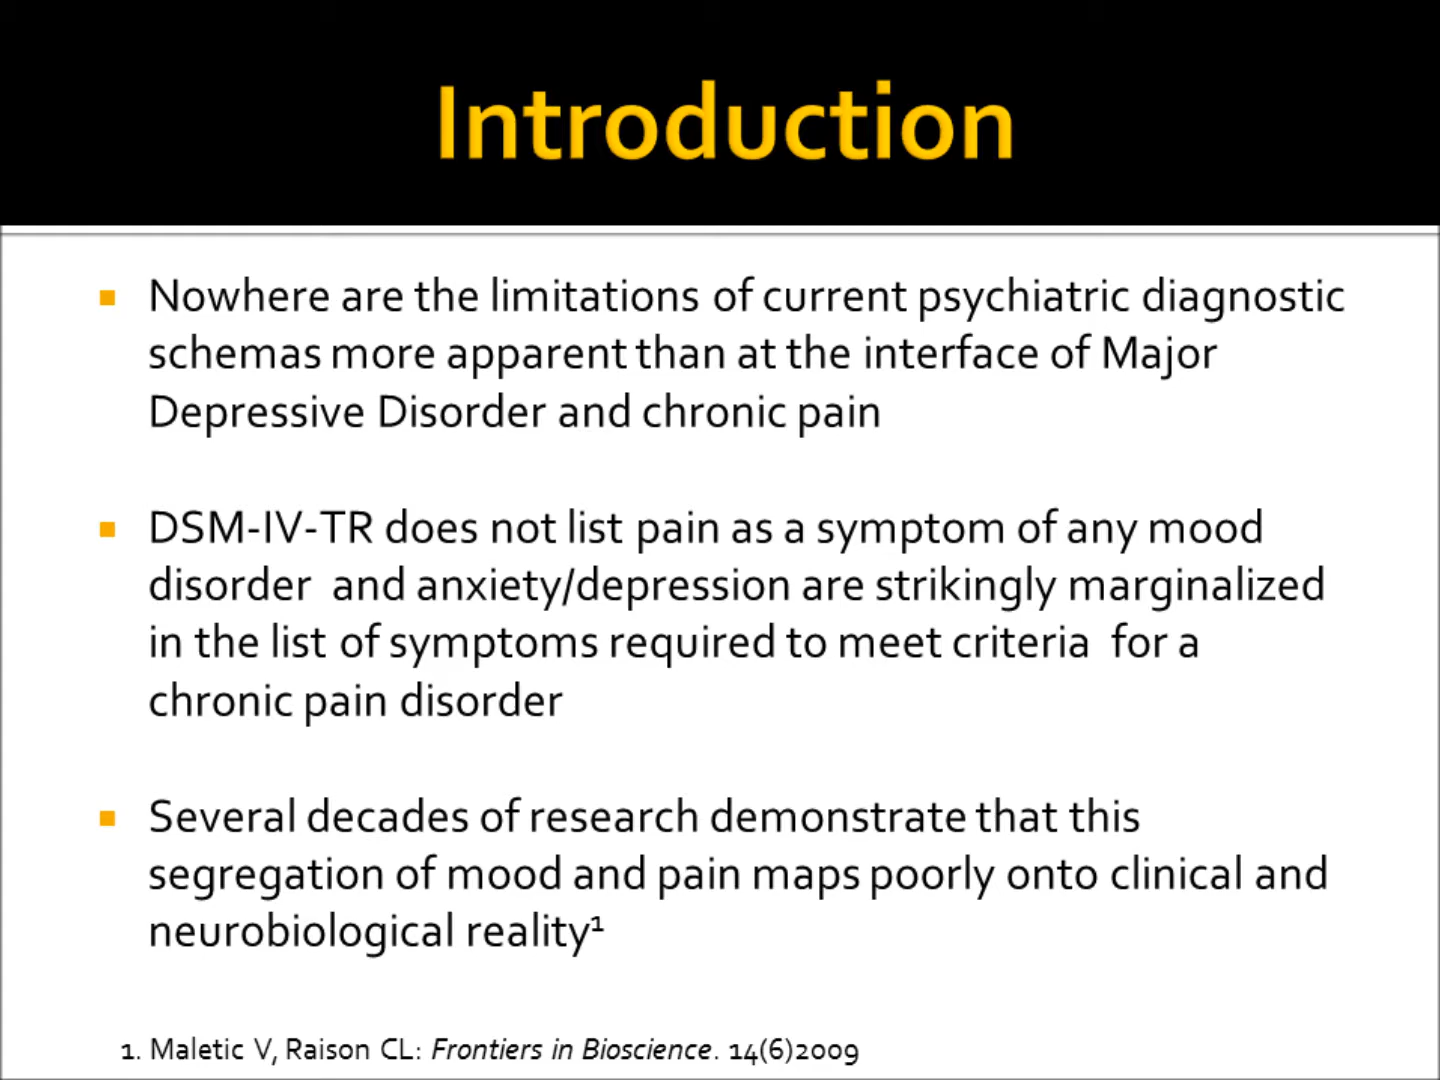 Introduction
Nowhere are the limitations of current psychiatric diagnostic
schemas more apparent than at the interface of Major
Depressive Disorder and chronic pain
DSM-IV-TR does not list pain as a symptom of any mood
disorder and anxiety/depression are strikingly marginalized
in the list of symptoms required to meet criteria for a
chronic pain disorder
Several decades of research demonstrate that this
segregation of mood and pain maps poorly onto clinical and
neurobiological reality¹
1. Maletic V, Raison CL: Frontiers in Bioscience. 14(6)2009